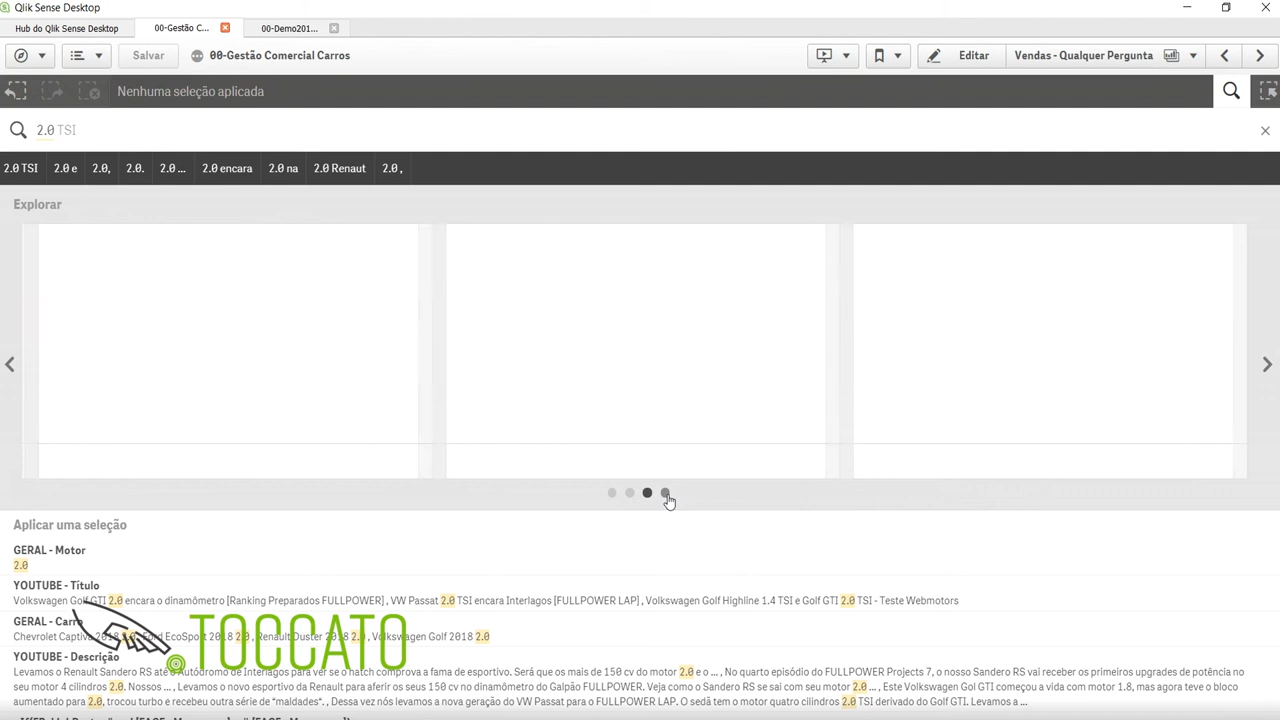 Qlik Sense Desktop
Hub do Qlik Sense Desktop
00-Gestão C...
00-Demo201...
Salvar
00-Gestão Comercial Carros
Editar
Vendas - Qualquer Pergunta
Nenhuma seleção aplicada
2.0 TSI
2.0 TSI 2.0 e 2.0, 2.0. 2.0 ... 2.0 encara 2.0 na 2.0 Renaut 2.0 ,
Explorar
Aplicar uma seleção
GERAL - Motor
2.0
YOUTUBE - Título
Volkswagen Golf GTI 2.0 encara o dinamômetro [Ranking Preparados FULLPOWER] , VW Passat 2.0 TSI encara Interlagos [FULLPOWER LAP] , Volkswagen Golf Highline 1.4 TSI e Golf GTI 2.0 TSI - Teste Webmotors
GERAL - Carro
Chevrolet Captiva 2018 2.0 , Ford EcoSport 2018 2.0 , Renault Duster 2018 2.0 , Volkswagen Golf 2018 2.0
TOCCATO
YOUTUBE - Descrição
Levamos o Renault Sandero RS até o Autódromo de Interlagos para ver se o hatch comprova a fama de esportivo. Será que os mais de 150 cv do motor 2.0 e o ... , No quarto episódio do FULLPOWER Projects 7, o nosso Sandero RS vai receber os primeiros upgrades de potência no
seu motor 4 cilindros 2.0. Nossos ... , Levamos o novo esportivo da Renault para aferir os seus 150 cv no dinamômetro do Galpão FULLPOWER. Veja como o Sandero RS se sai com seu motor 2.0 ... , Este Volkswagen Gol GTI começou a vida com motor 1.8, mas agora teve o bloco
aumentado para 2.0, trocou turbo e recebeu outra série de "maldades". , Dessa vez nós levamos a nova geração do VW Passat para o FULLPOWER LAP. O sedã tem o motor quatro cilindros 2.0 TSI derivado do Golf GTI. Levamos a ...